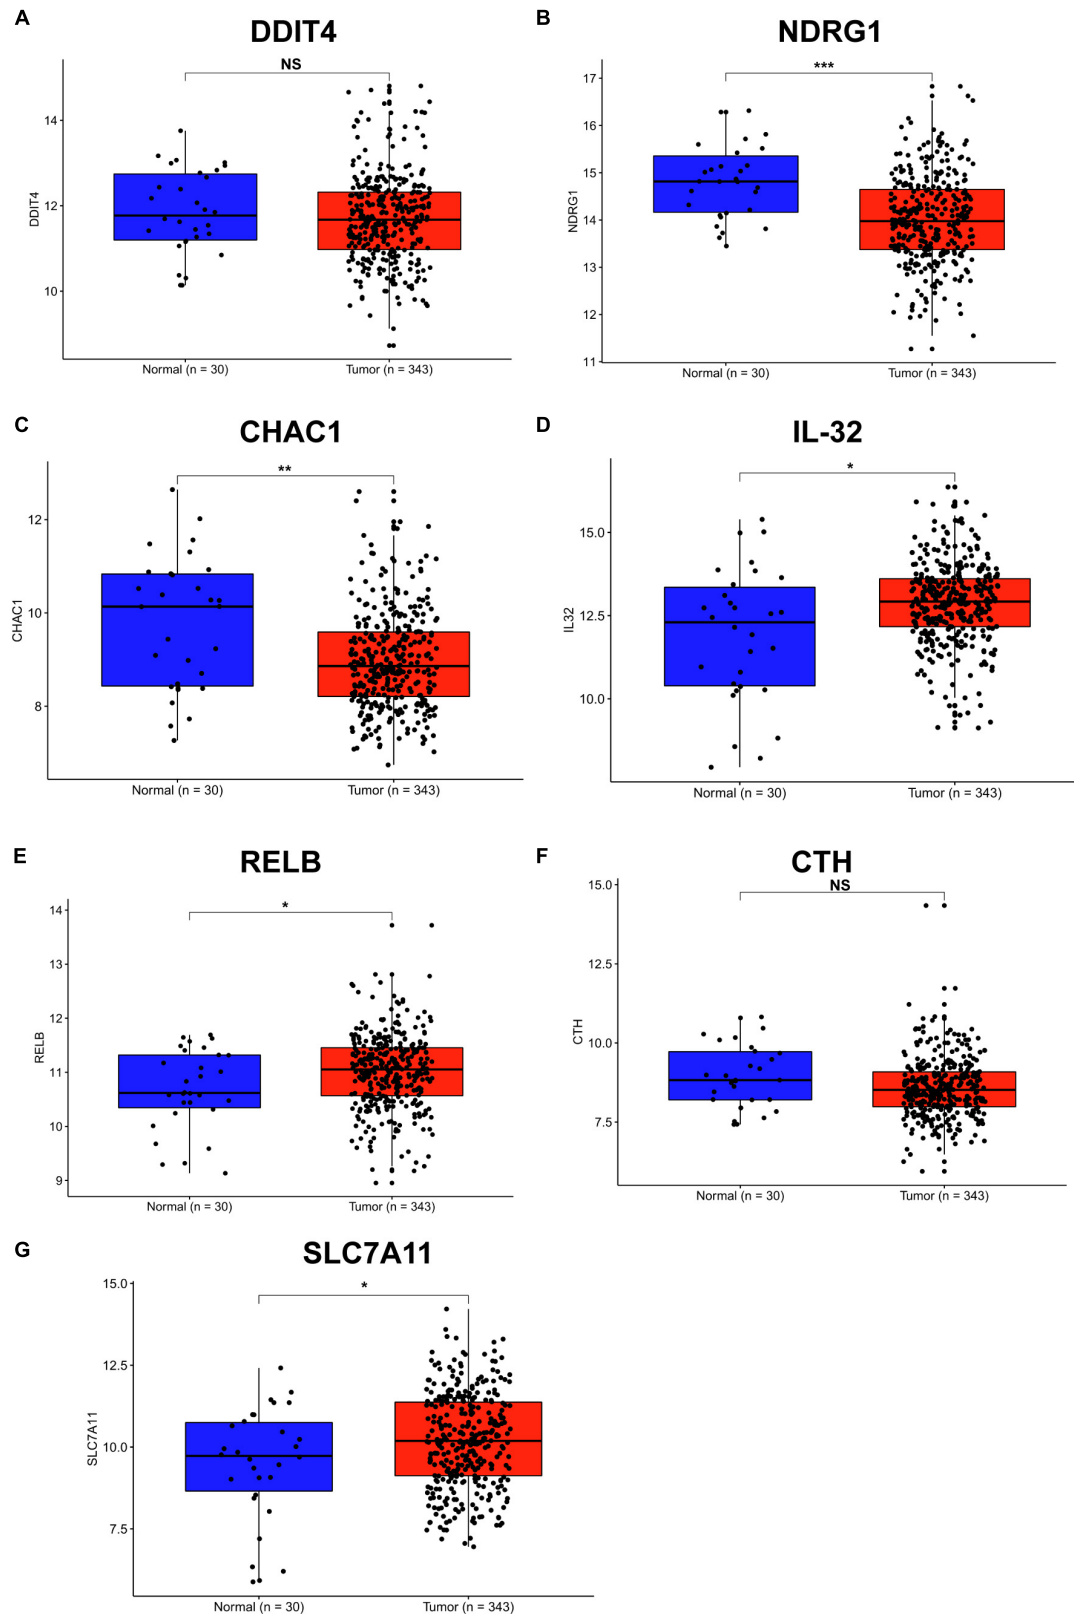 A
DDIT4
NS
14
12
10
DDIT4
Normal (n = 30)
Tumor (n = 343)
B
NDRG1
***
17
16
15
14
13
12
11
NDRG1
Normal (n = 30)
Tumor (n = 343)
C
CHAC1
**
12
10
8
CHAC1
Normal (n = 30)
Tumor (n = 343)
D
IL-32
*
15.0
12.5
10.0
IL32
Normal (n = 30)
Tumor (n = 343)
E
RELB
*
14
13
12
11
10
9
RELB
Normal (n = 30)
Tumor (n = 343)
F
CTH
NS
15.0
12.5
10.0
7.5
CTH
Normal (n = 30)
Tumor (n = 343)
G
SLC7A11
*
15.0
12.5
10.0
7.5
SLC7A11
Normal (n = 30)
Tumor (n = 343)